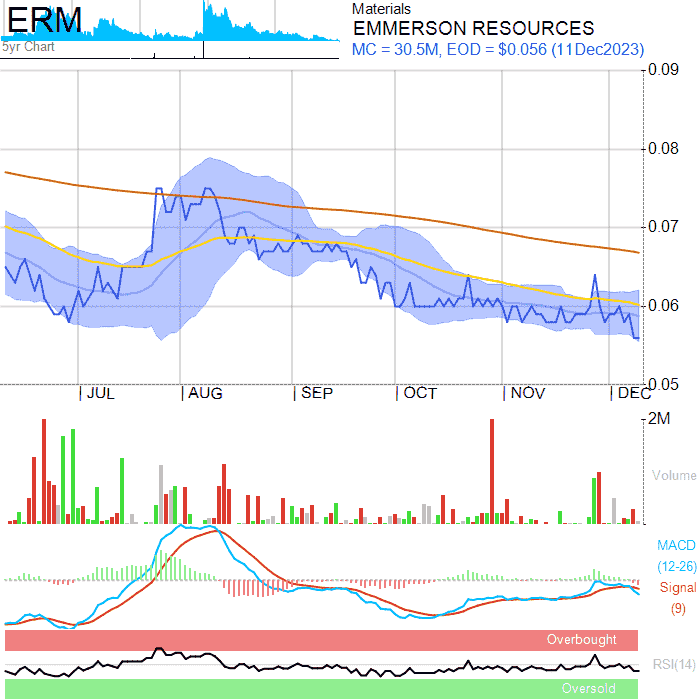 ERM
5yr Chart
Materials
EMMERSON RESOURCES
MC = 30.5M, EOD = $0.056 (11Dec2023)
0.09
0.08
0.07
0.06
0.05
JUL AUG SEP OCT NOV DEC
2M
Volume
MACD
(12-26)
Signal
(9)
Overbought
RSI(14)
Oversold